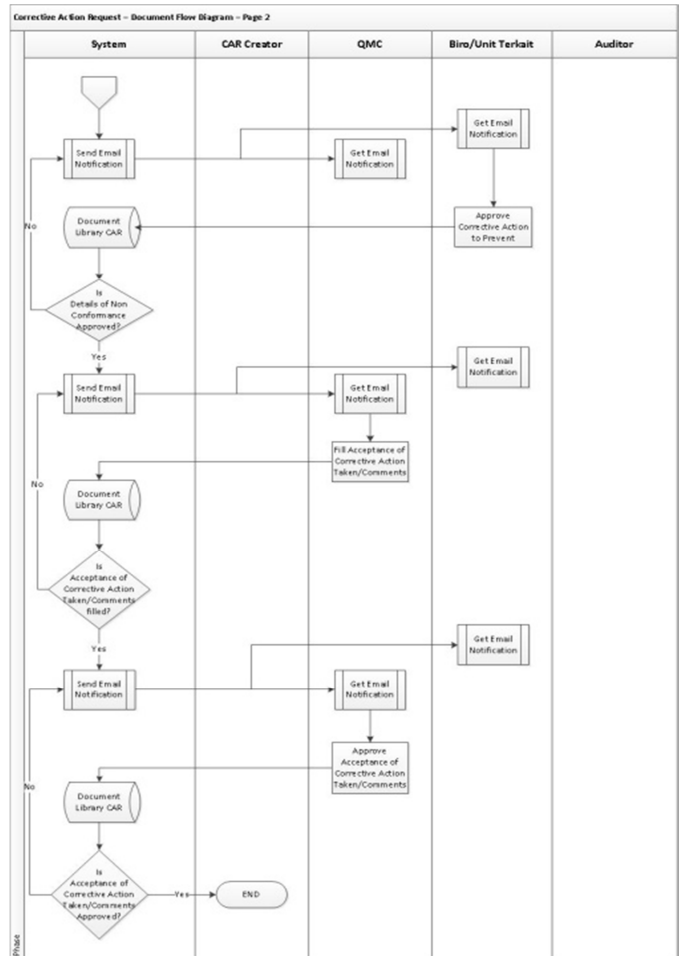 Corrective Action Request – Document Flow Diagram – Page 2
System
CAR Creator
QMC
Biro/Unit Terkait
Auditor
Get Email
Notification
Send Email
Notification
Get Email
Notification
No
Document
Library CAR
Approve
Corrective Action
to Prevent
Is
Details of Non
Conformance
Approved?
Yes
Get Email
Notification
Send Email
Notification
Get Email
Notification
Fill Acceptance of
Corrective Action
Taken/Comments
No
Document
Library CAR
Is
Acceptance of
Corrective Action
Taken/Comments
filled?
Yes
Get Email
Notification
Send Email
Notification
Get Email
Notification
Approve
Acceptance of
Corrective Action
Taken/Comments
No
Document
Library CAR
Is
Acceptance of
Corrective Action
Taken/Comments
Approved?
Yes
END
Phase